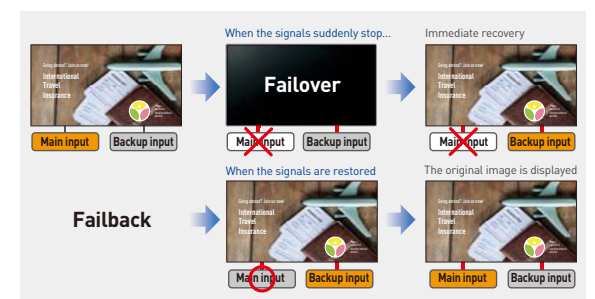 When the signals suddenly stop...
Immediate recovery
Going abroad? Join us now!
International
Travel
Insurance
Failover
Going abroad? Join us now!
International
Travel
Insurance
Main input
Backup input
Main input
Backup input
Main input
Backup input
When the signals are restored
The original image is displayed
Failback
Going abroad? Join us now!
International
Travel
Insurance
Going abroad? Join us now!
International
Travel
Insurance
Main input
Backup input
Main input
Backup input